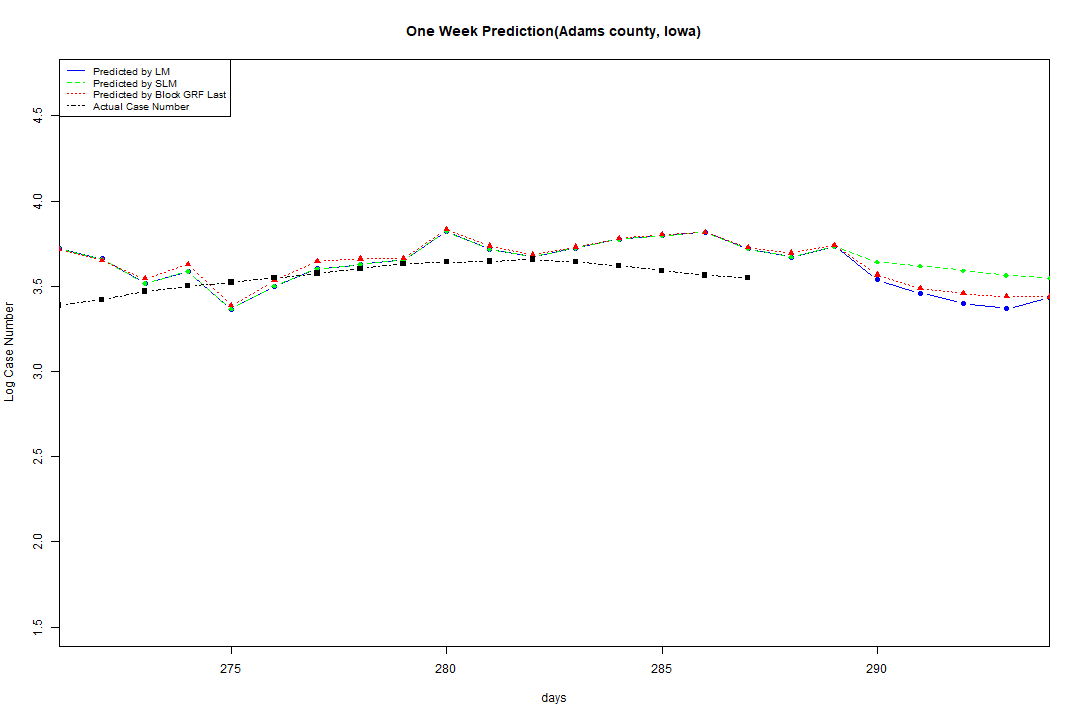 One Week Prediction(Adams county, Iowa)
Predicted by LM
Predicted by SLM
Predicted by Block GRF Last
Actual Case Number
4.5
4.0
3.5
3.0
2.5
2.0
1.5
Log Case Number
275 280 285 290
days